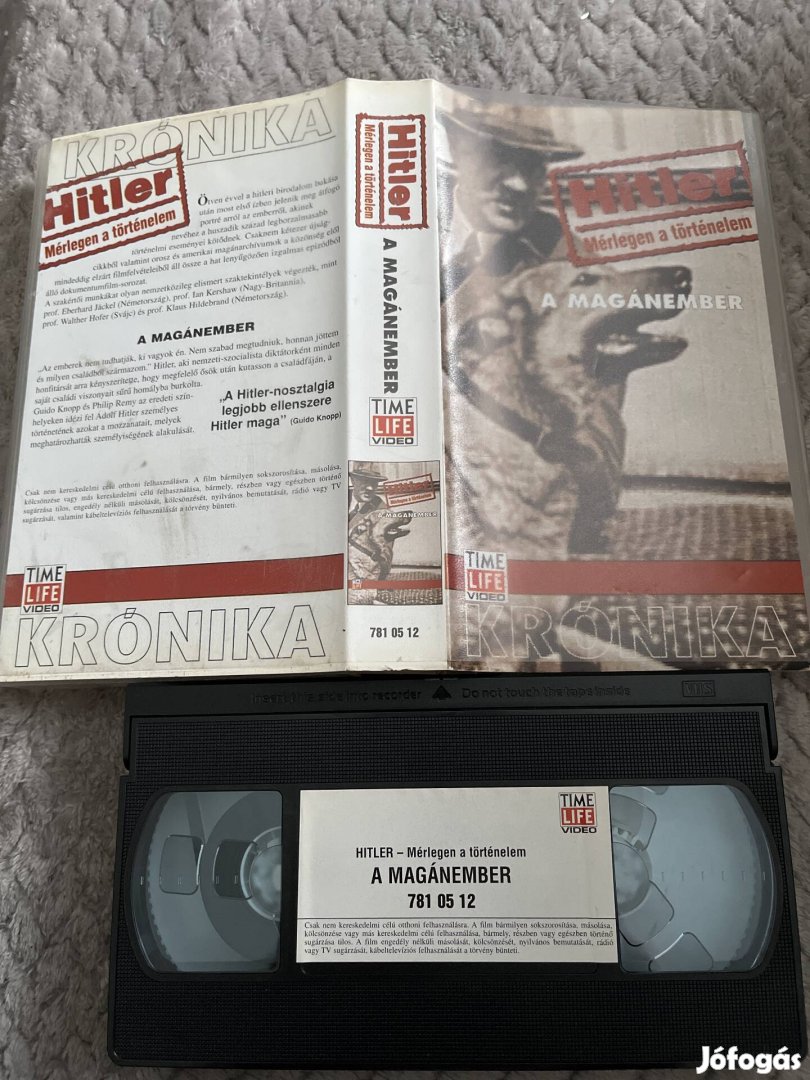 KRÓNIKA
Hitler
Mérlegen a történelem
Ötven évvel a hitleri birodalom bukása
után most első ízben jelenik meg átfogó
portré arról az emberről, akinek
nevéhez a huszadik század leghorzalmasabb
történelmi eseményei kötődnek. Csaknem kétezer újság-
cikkből valamint orosz és amerikai magánarchívumok a közönség elől
mindeddig elzárt filmfelvételeiből áll össze a hat lenyűgözően izgalmas epizódból
álló dokumentumfilm-sorozat.
A szakértői munkákat olyan nemzetközileg elismert szaktekintélyek végezték, mint
prof. Eberhard Jäckel (Németország), prof. Ian Kershaw (Nagy-Britannia),
prof. Walther Hofer (Svájc) és prof. Klaus Hildebrand (Németország).
A MAGÁNEMBER
„Az emberek nem tudhatják, ki vagyok én. Nem szabad megtudniuk, honnan jöttem
és milyen családból származom." Hitler, aki nemzeti-szocialista diktátorként minden
honfitársát arra kényszerítette, hogy megfelelő ősök után kutasson a családfáján, a
saját családi viszonyait sűrű homályba burkolta.
Guido Knopp és Philip Remy az eredeti szín-
helyeken idézi fel Adolf Hitler személyes
történetének azokat a mozzanatait, melyek
meghatározhatták személyiségének alakulását.
„A Hitler-nosztalgia
legjobb ellenszere
Hitler maga" (Guido Knopp)
Csak nem kereskedelmi célú otthoni felhasználásra. A film bármilyen sokszorosítása, másolása,
kölcsönzése vagy más kereskedelmi célú felhasználása, bármely, részben vagy egészben történő
sugárzása tilos. A film engedély nélküli másolását, kölcsönzését, nyilvános bemutatását, rádió vagy TV
sugárzását, valamint kábeltelevíziós felhasználását a törvény bünteti.
TIME
LIFE
VIDEO
KRÓNIKA
Hitler
Mérlegen a történelem
A MAGÁNEMBER
TIME
LIFE
VIDEO
Mérlegen a történelem
A MAGÁNEMBER
781 05 12
Hitler
Mérlegen a történelem
A MAGÁNEMBER
TIME
LIFE
VIDEO
KRÓNIKA
Insert this side into recorder Do not touch the tape inside VHS
TIME
LIFE
VIDEO
HITLER – Mérlegen a történelem
A MAGÁNEMBER
781 05 12
Csak nem kereskedelmi célú otthoni felhasználásra. A film bármilyen sokszorosítása, másolása,
kölcsönzése vagy más kereskedelmi célú felhasználása, bármely, részben vagy egészben történő
sugárzása tilos. A film engedély nélküli másolását, kölcsönzését, nyilvános bemutatását, rádió
vagy TV sugárzását, kábeltelevíziós felhasználását a törvény bünteti.
Jófogás